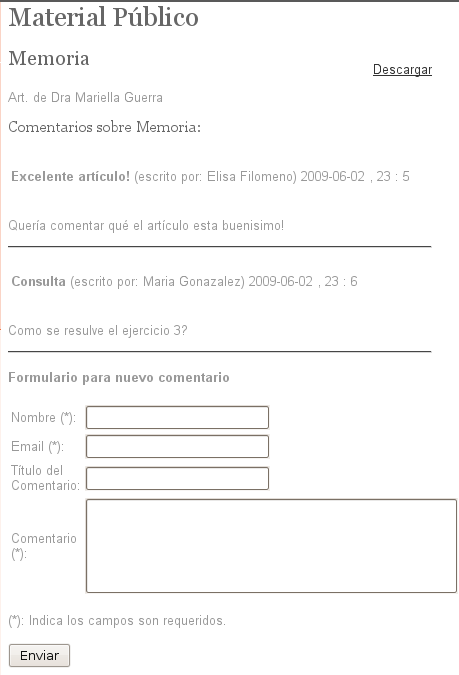 Material Público
Memoria
Descargar
Art. de Dra Mariella Guerra
Comentarios sobre Memoria:
Excelente artículo! (escrito por: Elisa Filomeno) 2009-06-02 , 23 : 5
Quería comentar qué el artículo esta buenisimo!
Consulta (escrito por: Maria Gonazalez) 2009-06-02 , 23 : 6
Como se resulve el ejercicio 3?
Formulario para nuevo comentario
Nombre (*):
Email (*):
Título del
Comentario:
Comentario
(*):
(*): Indica los campos son requeridos.
Enviar